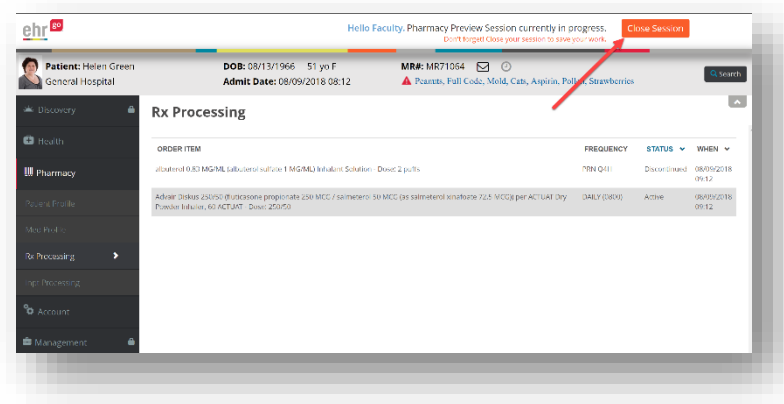 ehr go
Hello Faculty. Pharmacy Preview Session currently in progress.
Don't forget! Close your session to save your work.
Close Session
Patient: Helen Green
General Hospital
DOB: 08/13/1966 51 yo F
Admit Date: 08/09/2018 08:12
MR#: MR71064
Peanuts, Full Code, Mold, Cats, Aspirin, Pollen, Strawberries
Search
Discovery
Health
Pharmacy
Patient Profile
Med Profile
Rx Processing
Inpt Processing
Account
Management
Rx Processing
ORDER ITEM FREQUENCY STATUS WHEN
albuterol 0.83 MG/ML (albuterol sulfate 1 MG/ML) Inhalant Solution - Dose: 2 puffs PRN Q4H Discontinued 08/09/2018
09:12
Advair Diskus 250/50 (fluticasone propionate 250 MCG / salmeterol 50 MCG (as salmeterol xinafoate 72.5 MCG)) per ACTUAT Dry DAILY (0800) Active 08/09/2018
Powder Inhaler, 60 ACTUAT - Dose: 250/50 09:12